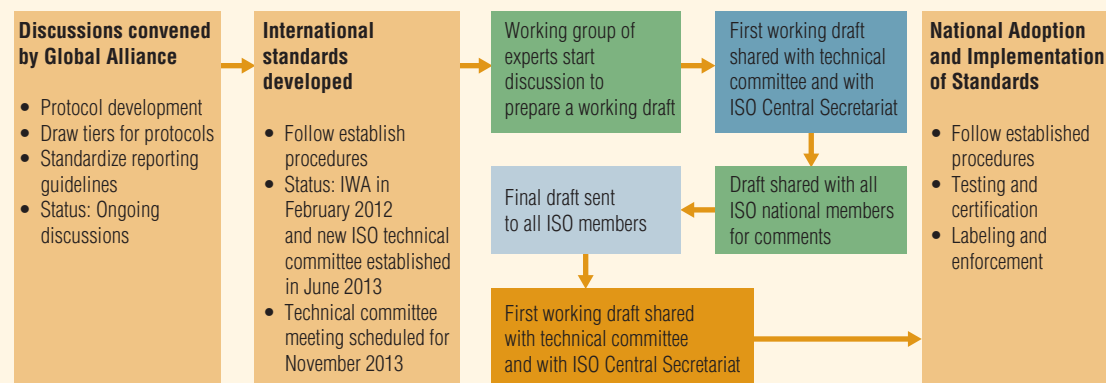 Discussions convened
by Global Alliance
• Protocol development
• Draw tiers for protocols
• Standardize reporting
guidelines
• Status: Ongoing
discussions
International
standards
developed
• Follow establish
procedures
• Status: IWA in
February 2012
and new ISO technical
committee established
in June 2013
• Technical committee
meeting scheduled for
November 2013
Working group of
experts start
discussion to
prepare a working draft
First working draft
shared with technical
committee and with
ISO Central Secretariat
Draft shared with all
ISO national members
for comments
Final draft sent
to all ISO members
First working draft shared
with technical committee
and with ISO Central Secretariat
National Adoption
and Implementation
of Standards
• Follow established
procedures
• Testing and
certification
• Labeling and
enforcement